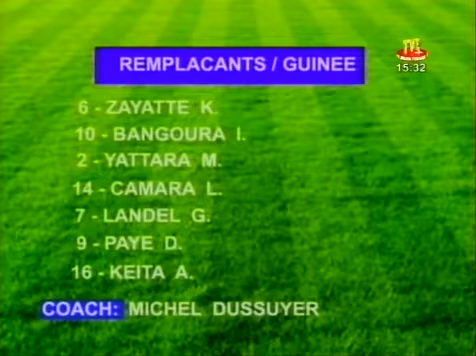 REMPLACANTS / GUINEE
15:32
6 - ZAYATTE K.
10 - BANGOURA I.
2 - YATTARA M.
14 - CAMARA L.
7 - LANDEL G.
9 - PAYE D.
16 - KEITA A.
COACH: MICHEL DUSSUYER